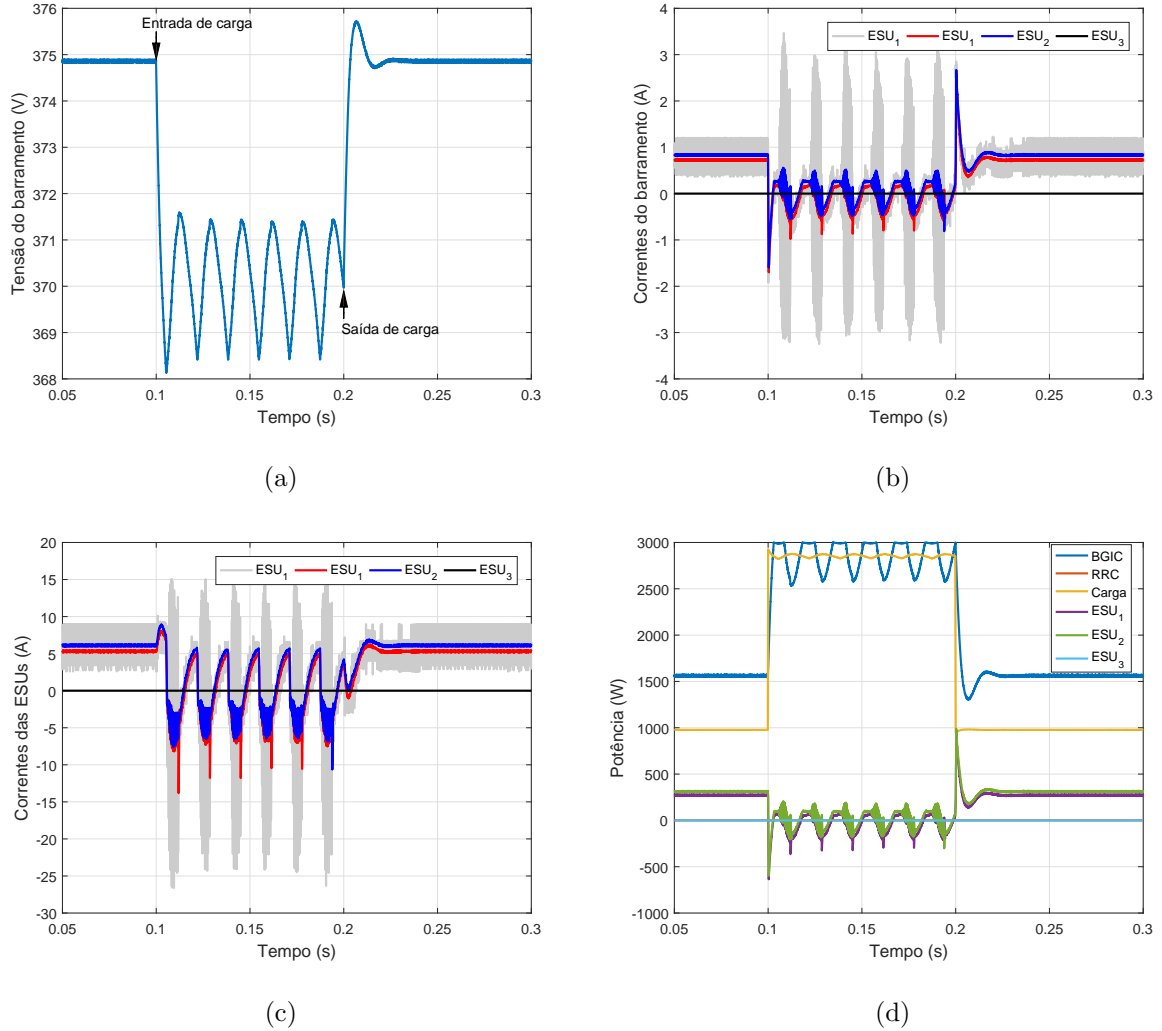 376
375
374
373
372
371
370
369
368
Tensão do barramento (V)
Entrada de carga
Saída de carga
0.05 0.1 0.15 0.2 0.25 0.3
Tempo (s)
(a)
4
3
2
1
0
-1
-2
-3
-4
Correntes do barramento (A)
ESU1 ESU1 ESU2 ESU3
0.05 0.1 0.15 0.2 0.25 0.3
Tempo (s)
(b)
20
15
10
5
0
-5
-10
-15
-20
-25
-30
Correntes das ESUs (A)
ESU1 ESU1 ESU2 ESU3
0.05 0.1 0.15 0.2 0.25 0.3
Tempo (s)
(c)
3000
2500
2000
1500
1000
500
0
-500
-1000
Potência (W)
BGIC
RRC
Carga
ESU1
ESU2
ESU3
0.05 0.1 0.15 0.2 0.25 0.3
Tempo (s)
(d)